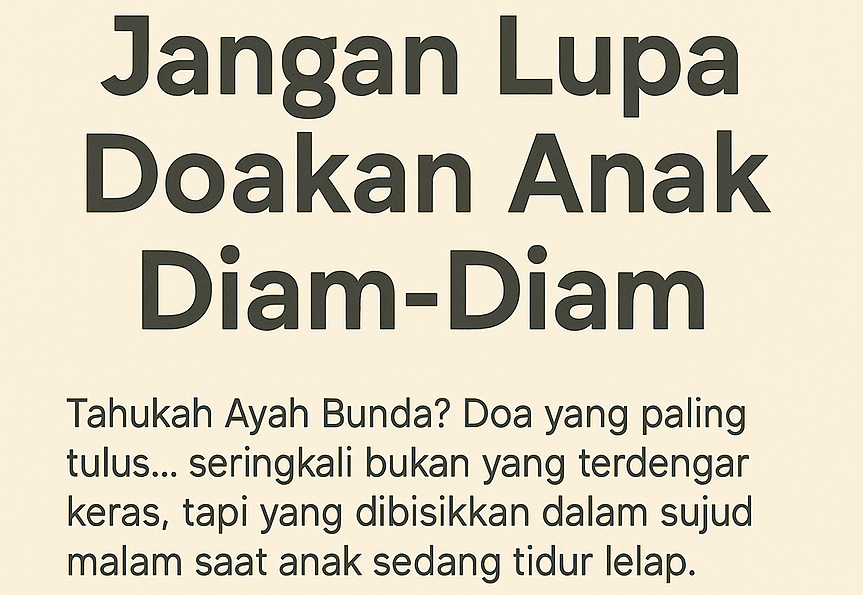 Jangan Lupa
Doakan Anak
Diam-Diam
Tahukah Ayah Bunda? Doa yang paling
tulus... seringkali bukan yang terdengar
keras, tapi yang dibisikkan dalam sujud
malam saat anak sedang tidur lelap.